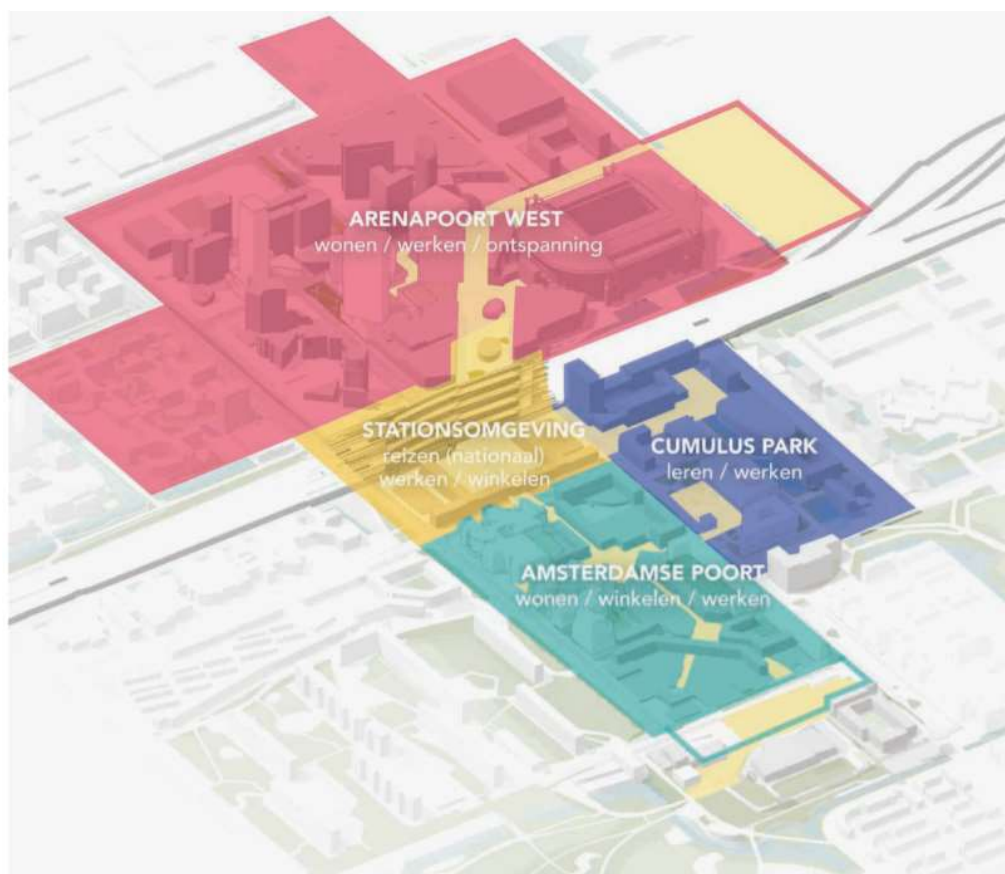 ARENAPOORT WEST
wonen / werken / ontspanning
STATIONSOMGEVING
reizen (nationaal)
werken / winkelen
CUMULUS PARK
leren / werken
AMSTERDAMSE POORT
wonen / winkelen / werken